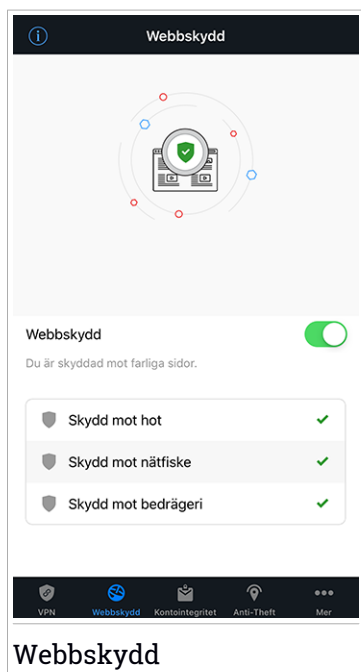 Webbskydd
Webbskydd
Du är skyddad mot farliga sidor.
Skydd mot hot
Skydd mot nätfiske
Skydd mot bedrägeri
VPN Webbskydd Kontointegritet Anti-Theft Mer
Webbskydd